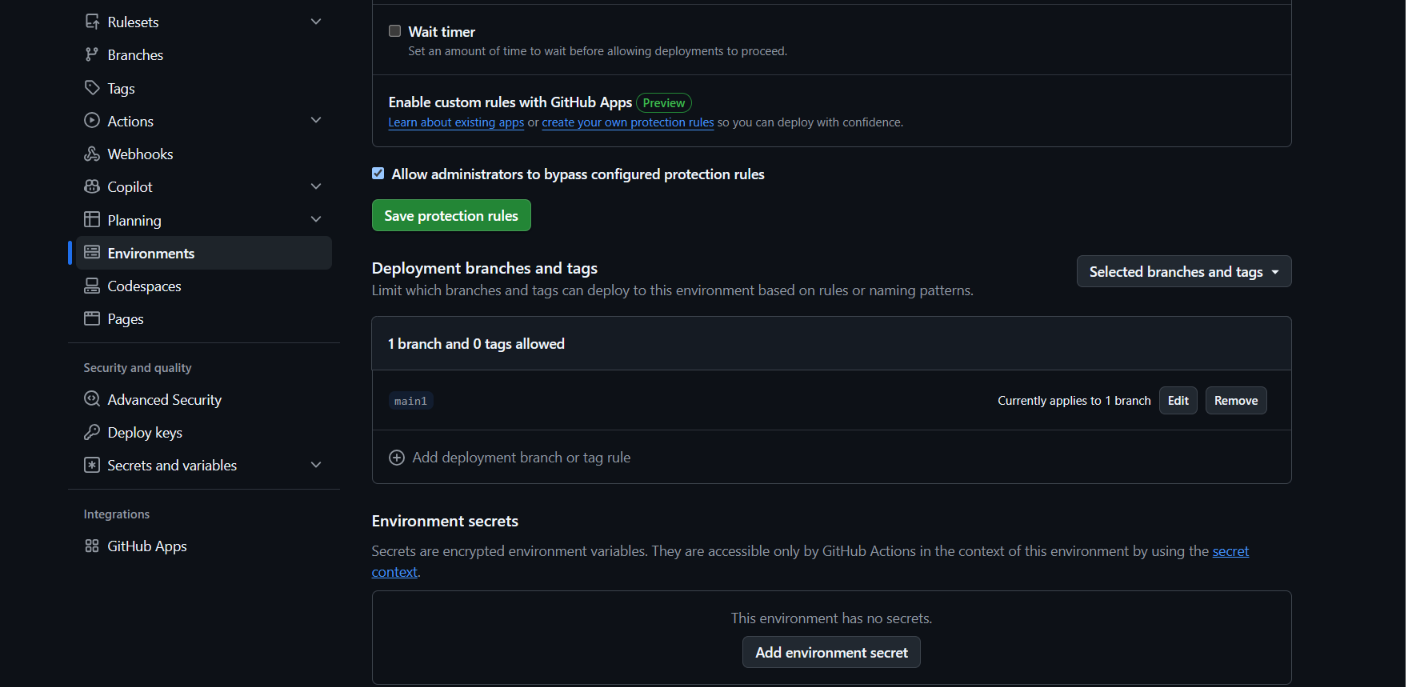 Rulesets
Branches
Tags
Actions
Webhooks
Copilot
Planning
Environments
Codespaces
Pages
Security and quality
Advanced Security
Deploy keys
Secrets and variables
Integrations
GitHub Apps
Wait timer
Set an amount of time to wait before allowing deployments to proceed.
Enable custom rules with GitHub Apps Preview
Learn about existing apps or create your own protection rules so you can deploy with confidence.
Allow administrators to bypass configured protection rules
Save protection rules
Deployment branches and tags
Limit which branches and tags can deploy to this environment based on rules or naming patterns.
Selected branches and tags
1 branch and 0 tags allowed
main1
Currently applies to 1 branch Edit Remove
Add deployment branch or tag rule
Environment secrets
Secrets are encrypted environment variables. They are accessible only by GitHub Actions in the context of this environment by using the secret
context.
This environment has no secrets.
Add environment secret